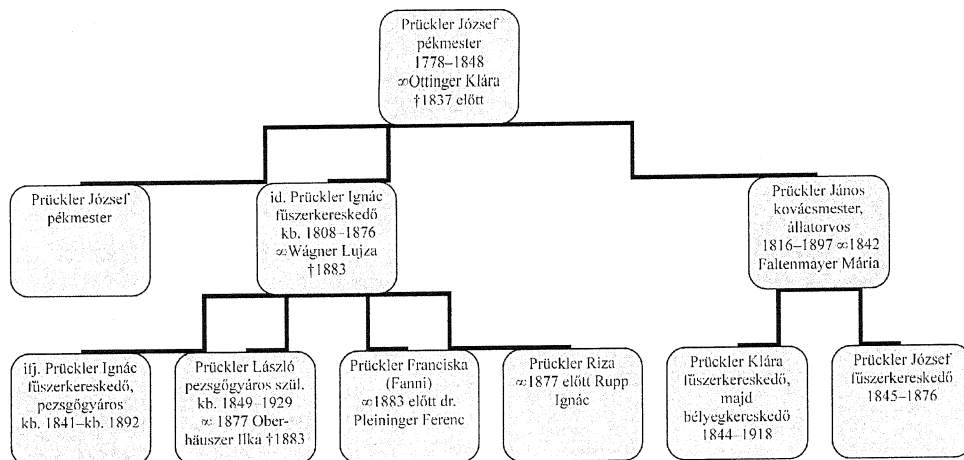 Prückler József
pékmester
1778–1848
∞Ottinger Klára
†1837 előtt
Prückler József
pékmester
id. Prückler Ignác
fűszerkereskedő
kb. 1808–1876
∞Wágner Lujza
†1883
Prückler János
kovácsmester,
állatorvos
1816–1897 ∞1842
Faltenmayer Mária
ifj. Prückler Ignác
fűszerkereskedő,
pezsgőgyáros
kb. 1841–kb. 1892
Prückler László
pezsgőgyáros szül.
kb. 1849–1929
∞ 1877 Ober-
häuszer Ilka †1883
Prückler Franciska
(Fanni)
∞1883 előtt dr.
Pleininger Ferenc
Prückler Riza
∞1877 előtt Rupp
Ignác
Prückler Klára
fűszerkereskedő,
majd
bélyegkereskedő
1844–1918
Prückler József
fűszerkereskedő
1845–1876